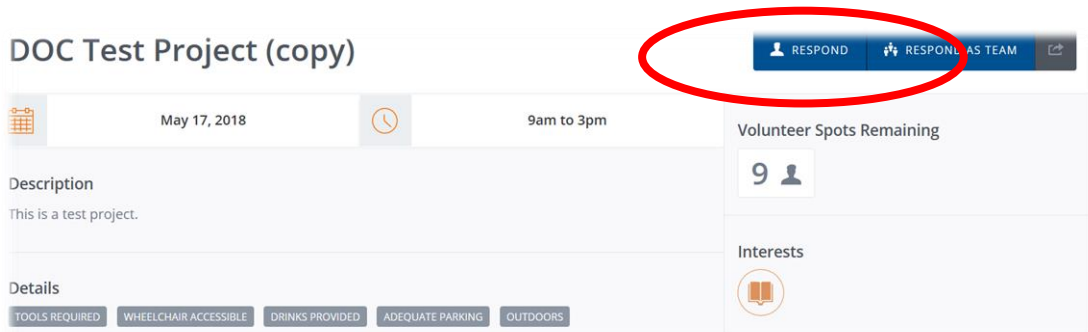 DOC Test Project (copy)
RESPOND
RESPOND AS TEAM
May 17, 2018
9am to 3pm
Volunteer Spots Remaining
9
Description
This is a test project.
Interests
Details
TOOLS REQUIRED WHEELCHAIR ACCESSIBLE DRINKS PROVIDED ADEQUATE PARKING OUTDOORS